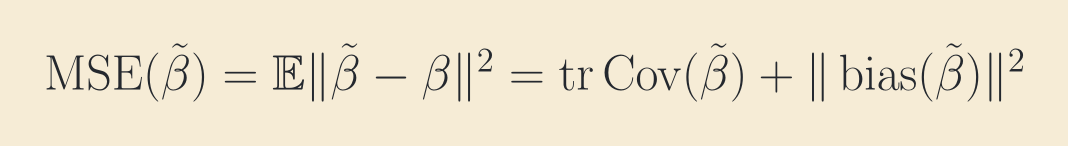 MSE(β̃) = 𝔼‖β̃ − β‖² = tr Cov(β̃) + ‖ bias(β̃)‖²